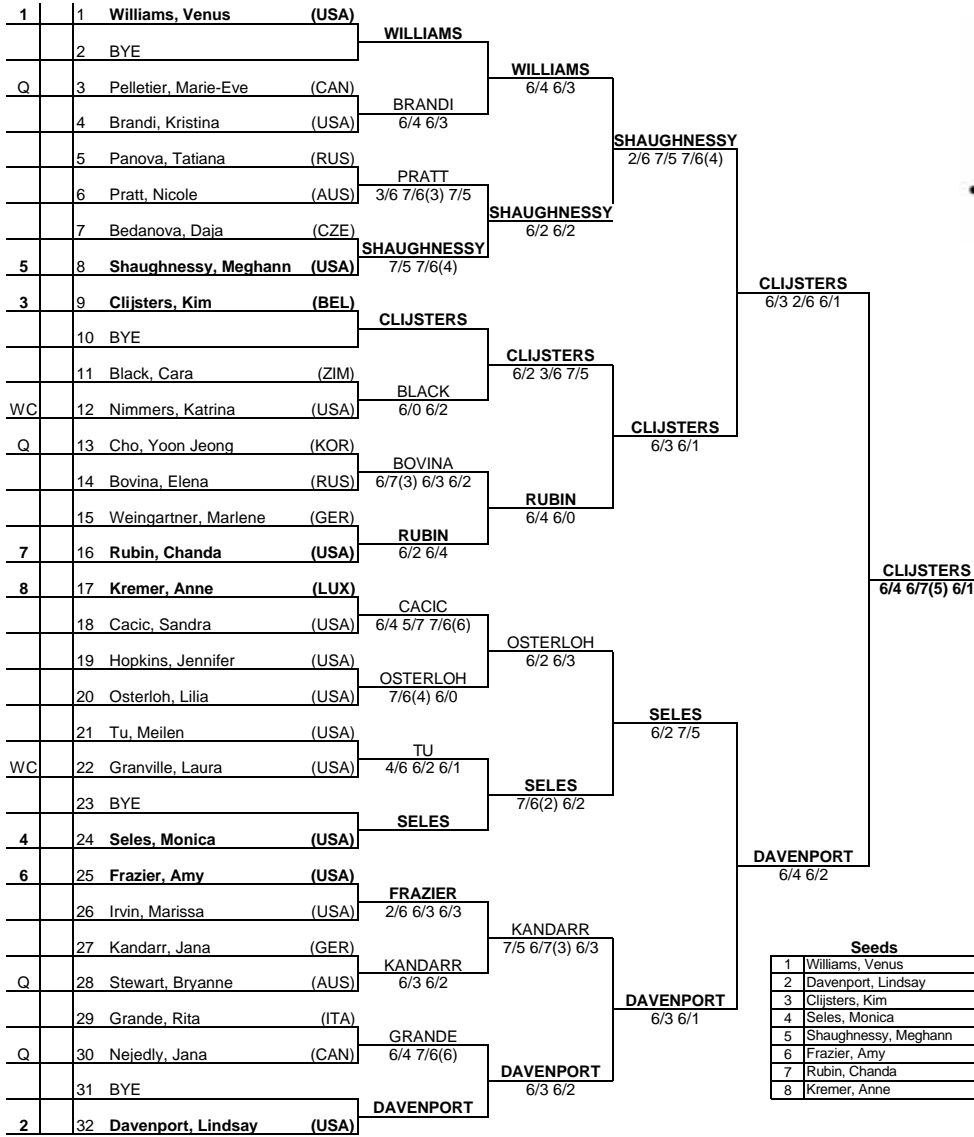 1 1 Williams, Venus (USA)
WILLIAMS
2 BYE
WILLIAMS
6/4 6/3
Q 3 Pelletier, Marie-Eve (CAN)
BRANDI
6/4 6/3
4 Brandi, Kristina (USA)
SHAUGHNESSY
2/6 7/5 7/6(4)
5 Panova, Tatiana (RUS)
PRATT
3/6 7/6(3) 7/5
6 Pratt, Nicole (AUS)
SHAUGHNESSY
6/2 6/2
7 Bedanova, Daja (CZE)
SHAUGHNESSY
7/5 7/6(4)
5 8 Shaughnessy, Meghann (USA)
CLIJSTERS
6/3 2/6 6/1
3 9 Clijsters, Kim (BEL)
CLIJSTERS
10 BYE
CLIJSTERS
6/2 3/6 7/5
11 Black, Cara (ZIM)
BLACK
6/0 6/2
WC 12 Nimmers, Katrina (USA)
CLIJSTERS
6/3 6/1
Q 13 Cho, Yoon Jeong (KOR)
BOVINA
6/7(3) 6/3 6/2
14 Bovina, Elena (RUS)
RUBIN
6/4 6/0
15 Weingartner, Marlene (GER)
RUBIN
6/2 6/4
7 16 Rubin, Chanda (USA)
CLIJSTERS
6/4 6/7(5) 6/1
8 17 Kremer, Anne (LUX)
CACIC
6/4 5/7 7/6(6)
18 Cacic, Sandra (USA)
OSTERLOH
6/2 6/3
19 Hopkins, Jennifer (USA)
OSTERLOH
7/6(4) 6/0
20 Osterloh, Lilia (USA)
SELES
6/2 7/5
21 Tu, Meilen (USA)
TU
4/6 6/2 6/1
WC 22 Granville, Laura (USA)
SELES
7/6(2) 6/2
23 BYE
SELES
4 24 Seles, Monica (USA)
DAVENPORT
6/4 6/2
6 25 Frazier, Amy (USA)
FRAZIER
2/6 6/3 6/3
26 Irvin, Marissa (USA)
KANDARR
7/5 6/7(3) 6/3
27 Kandarr, Jana (GER)
KANDARR
6/3 6/2
Q 28 Stewart, Bryanne (AUS)
DAVENPORT
6/3 6/1
29 Grande, Rita (ITA)
GRANDE
6/4 7/6(6)
Q 30 Nejedly, Jana (CAN)
DAVENPORT
6/3 6/2
31 BYE
DAVENPORT
2 32 Davenport, Lindsay (USA)
Seeds
1 Williams, Venus
2 Davenport, Lindsay
3 Clijsters, Kim
4 Seles, Monica
5 Shaughnessy, Meghann
6 Frazier, Amy
7 Rubin, Chanda
8 Kremer, Anne